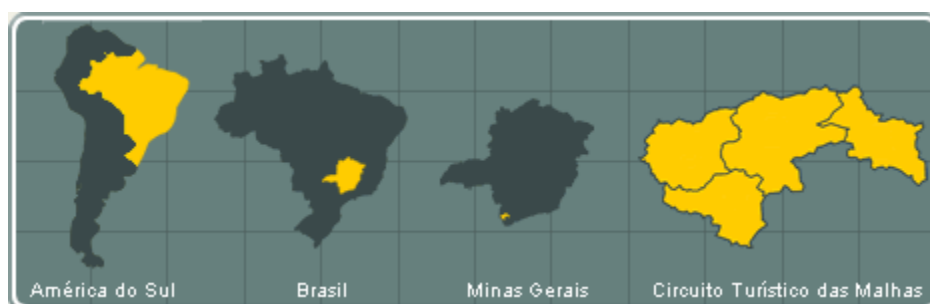 América do Sul
Brasil
Minas Gerais
Circuito Turístico das Malhas